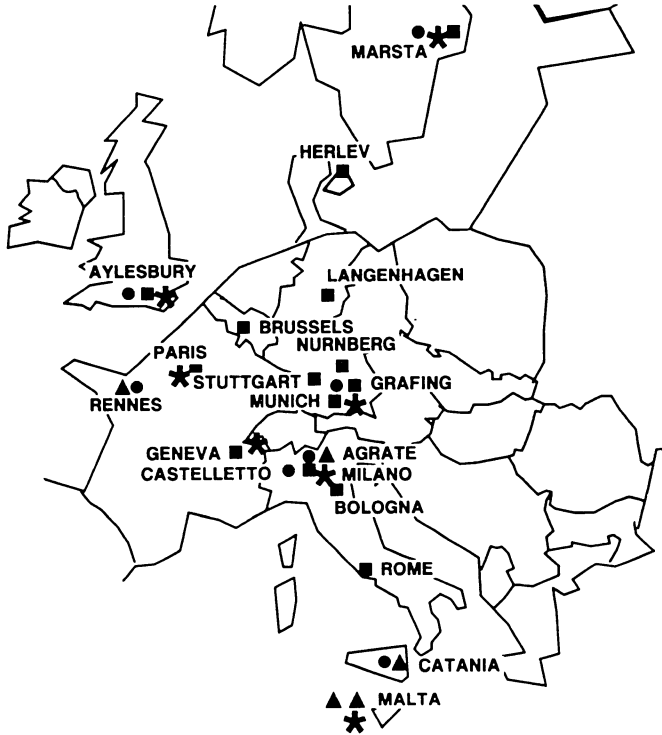 MARSTA
HERLEV
AYLESBURY
LANGENHAGEN
BRUSSELS
NURNBERG
PARIS
STUTTGART
GRAFING
RENNES
MUNICH
GENEVA
AGRATE
CASTELLETTO
MILANO
BOLOGNA
ROME
CATANIA
MALTA